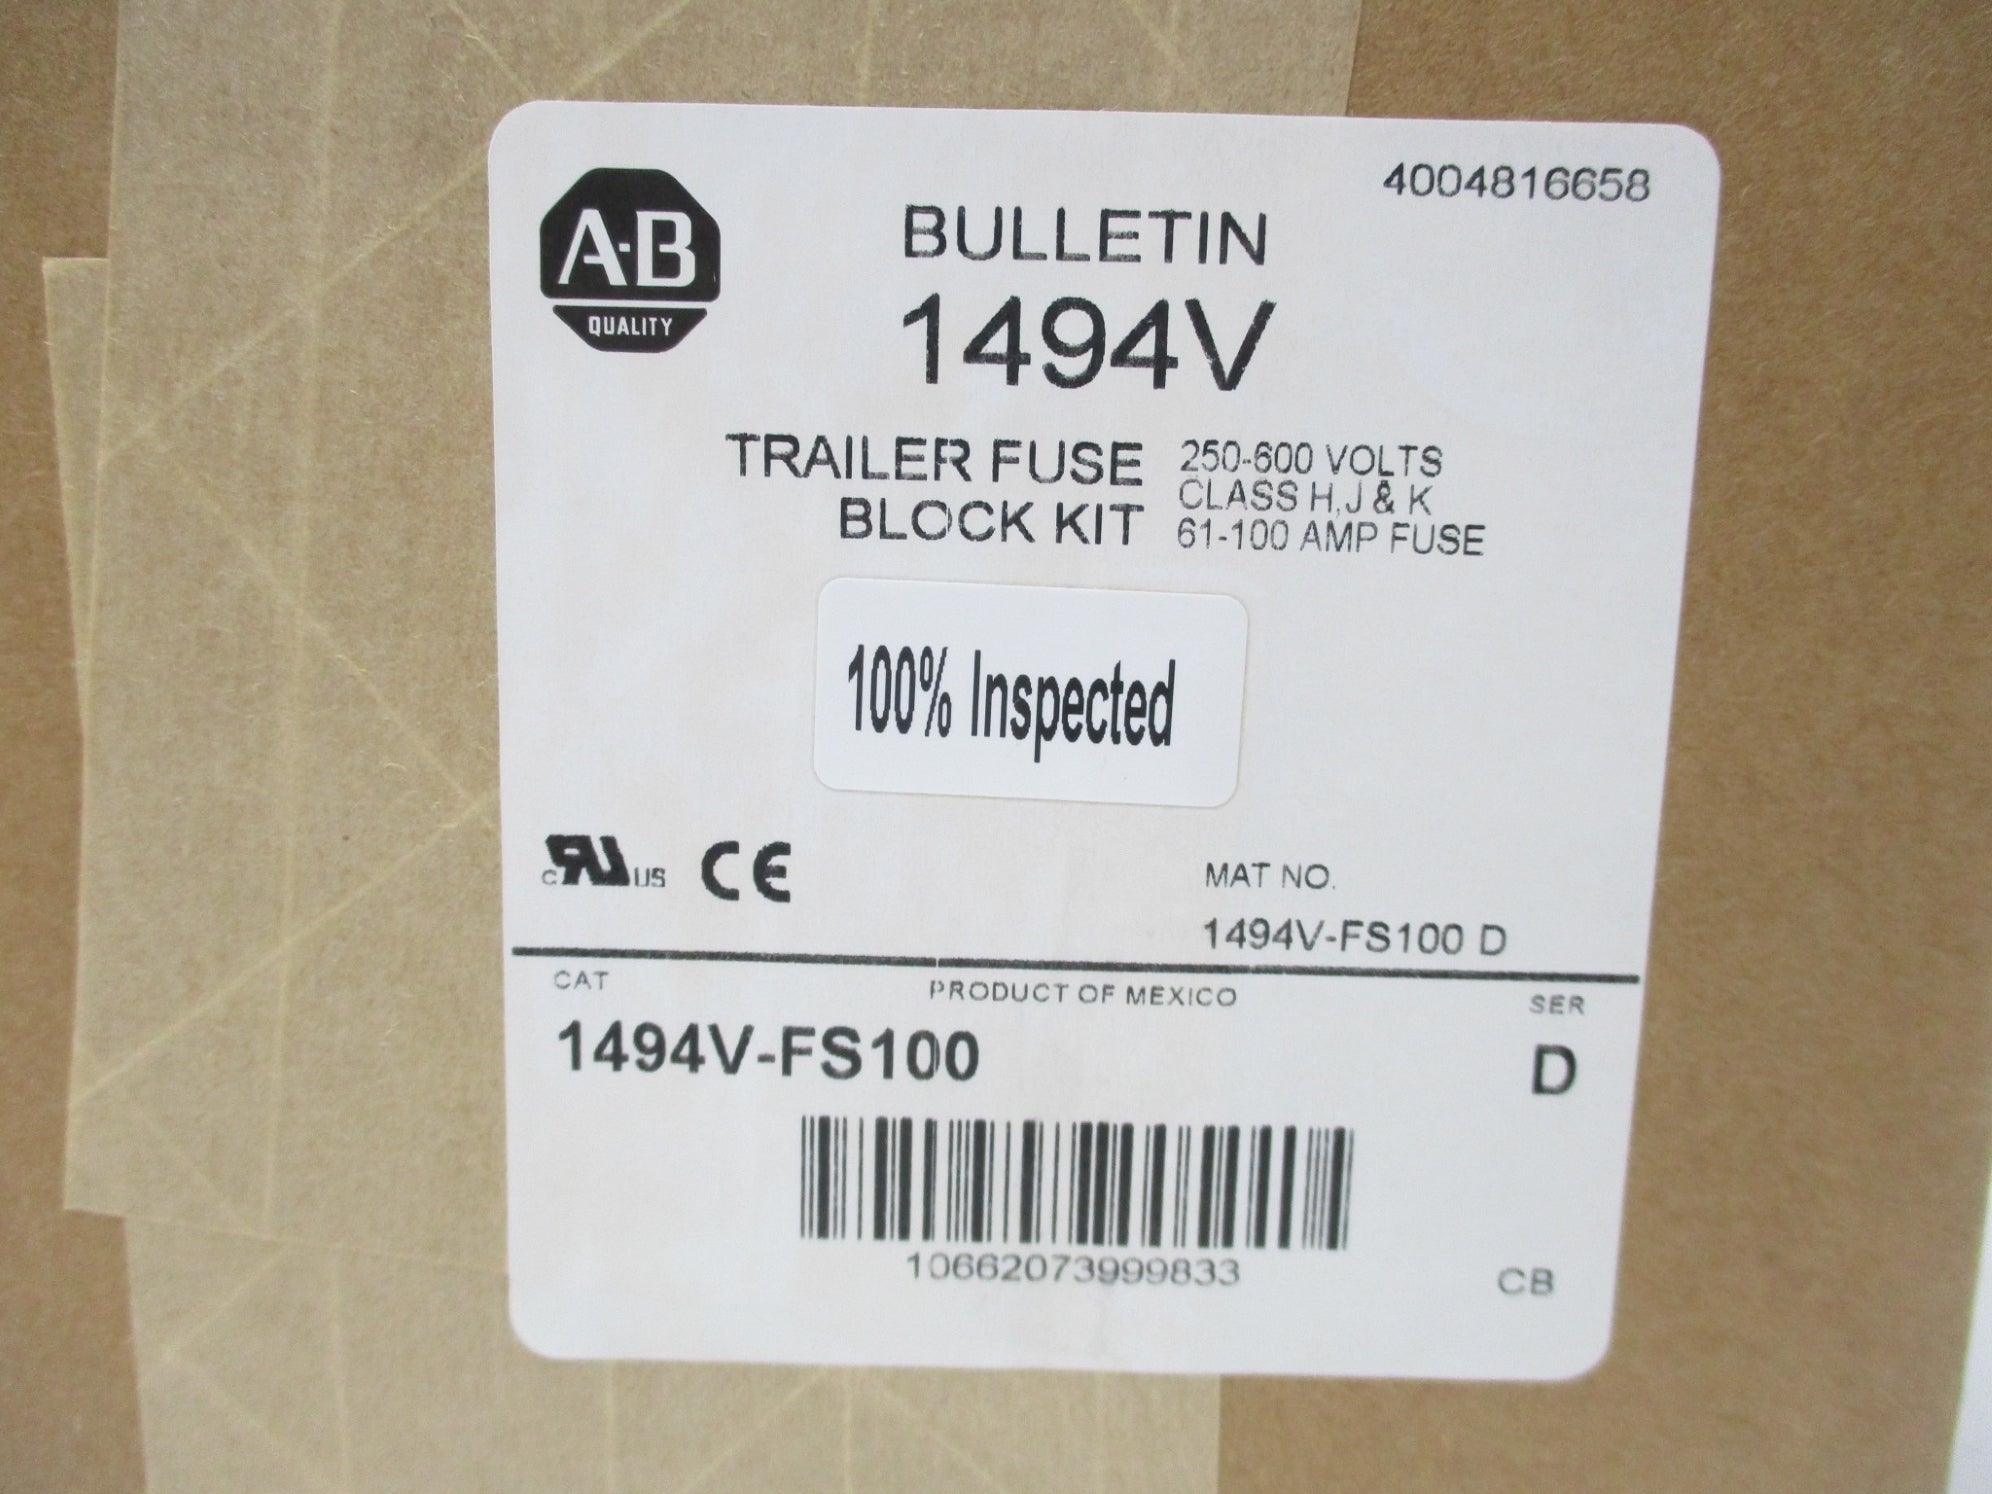 A-B
QUALITY
4004816658
BULLETIN
1494V
TRAILER FUSE
BLOCK KIT
250-600 VOLTS
CLASS H,J & K
61-100 AMP FUSE
100% Inspected
c RU US CE
MAT NO.
1494V-FS100 D
CAT
PRODUCT OF MEXICO
SER
1494V-FS100
D
10662073999833
CB